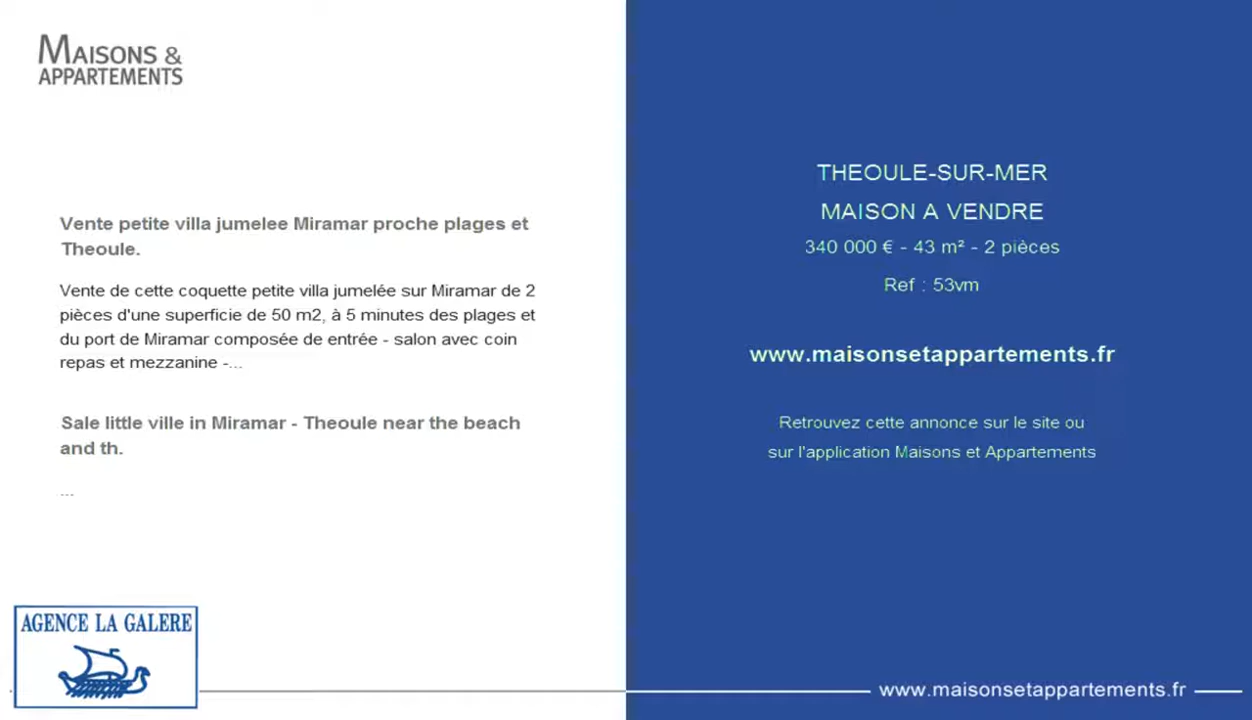 MAISONS &
APPARTEMENTS
Vente petite villa jumelee Miramar proche plages et
Theoule.
Vente de cette coquette petite villa jumelée sur Miramar de 2
pièces d'une superficie de 50 m2, à 5 minutes des plages et
du port de Miramar composée de entrée - salon avec coin
repas et mezzanine -...
Sale little ville in Miramar - Theoule near the beach
and th.
...
AGENCE LA GALERE
THEOULE-SUR-MER
MAISON A VENDRE
340 000 € - 43 m² - 2 pièces
Ref : 53vm
www.maisonsetappartements.fr
Retrouvez cette annonce sur le site ou
sur l'application Maisons et Appartements
www.maisonsetappartements.fr